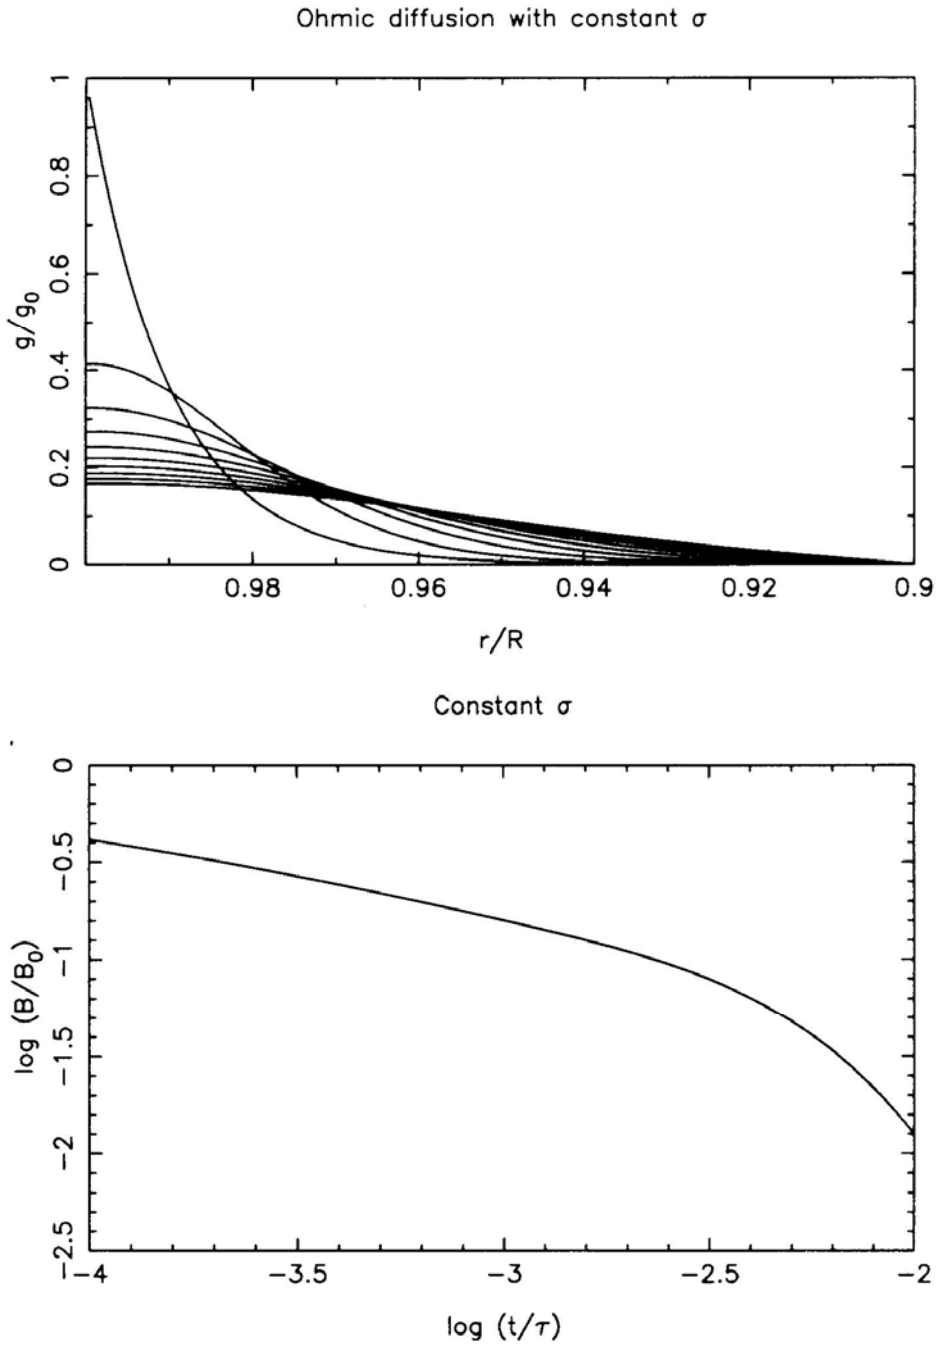 Ohmic diffusion with constant σ
1
0.8
0.6
0.4
0.2
0
g/g₀
0.98 0.96 0.94 0.92 0.9
r/R
Constant σ
0
-0.5
-1
-1.5
-2
-2.5
log (B/B₀)
-4 -3.5 -3 -2.5 -2
log (t/τ)